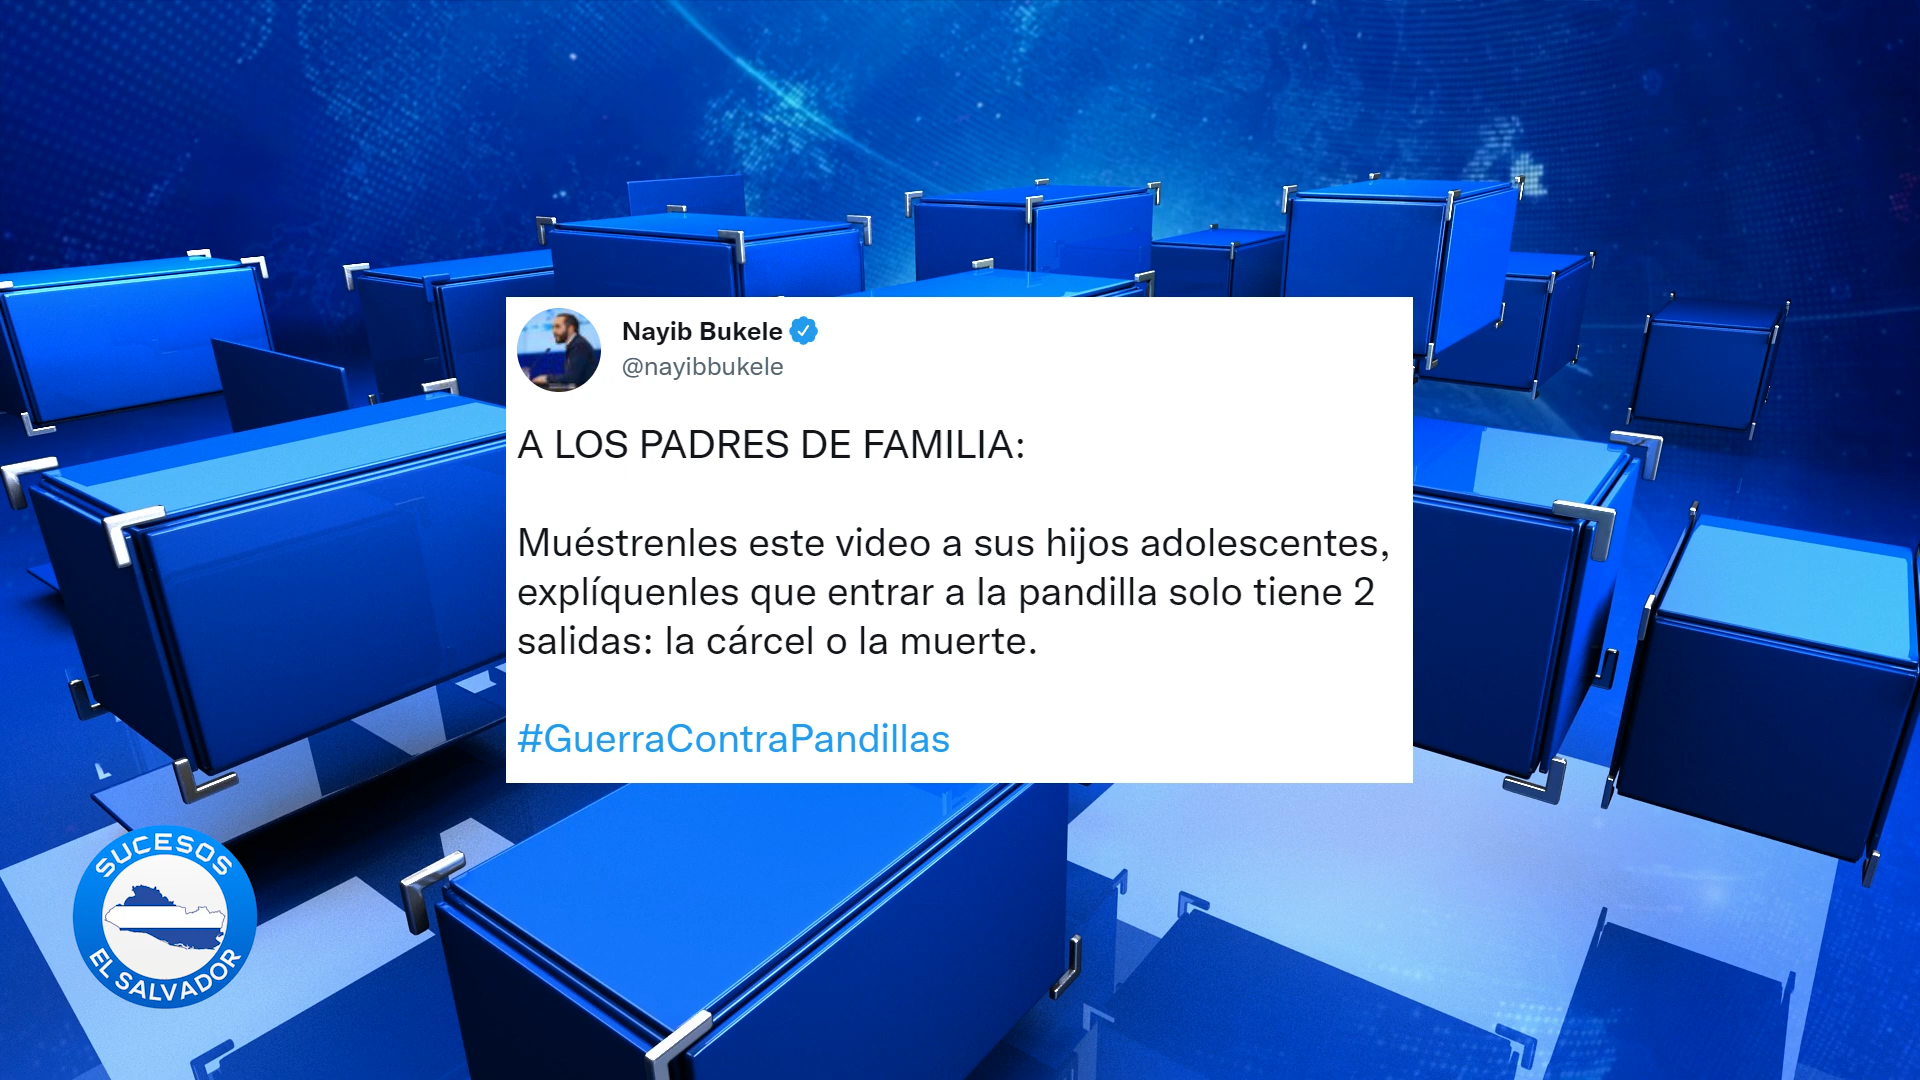 Nayib Bukele
@nayibbukele
A LOS PADRES DE FAMILIA:
Muéstrenles este video a sus hijos adolescentes,
explíquenles que entrar a la pandilla solo tiene 2
salidas: la cárcel o la muerte.
#GuerraContraPandillas
SUCESOS
EL SALVADOR